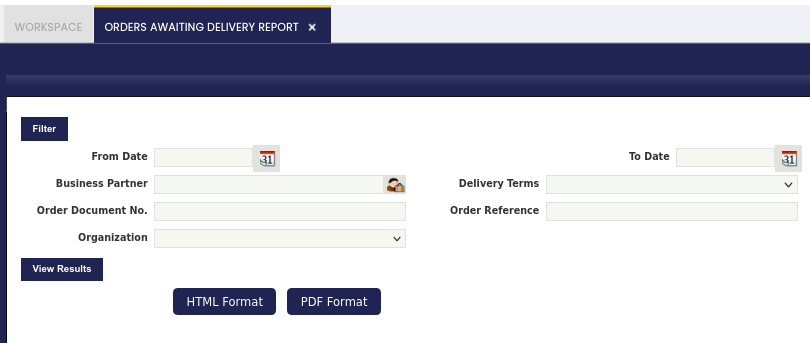 WORKSPACE ORDERS AWAITING DELIVERY REPORT ×
Filter
From Date 31 To Date 31
Business Partner Delivery Terms
Order Document No. Order Reference
Organization
View Results
HTML Format PDF Format